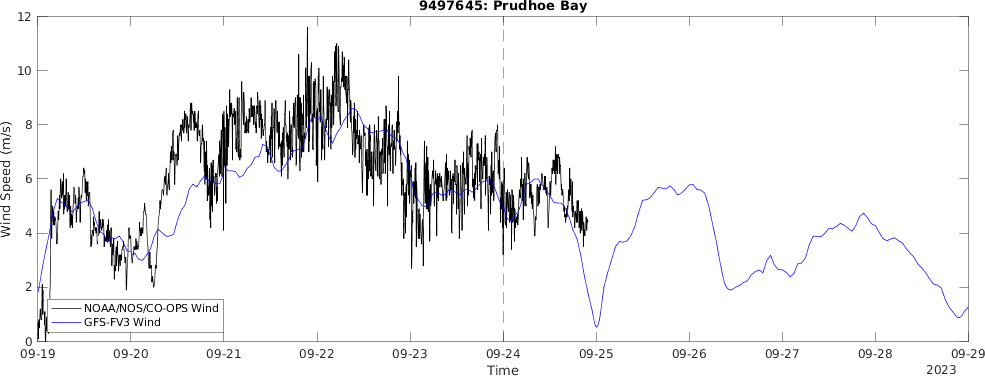 9497645: Prudhoe Bay
12
10
8
6
4
2
0
Wind Speed (m/s)
NOAA/NOS/CO-OPS Wind
GFS-FV3 Wind
09-19 09-20 09-21 09-22 09-23 09-24 09-25 09-26 09-27 09-28 09-29
Time
2023